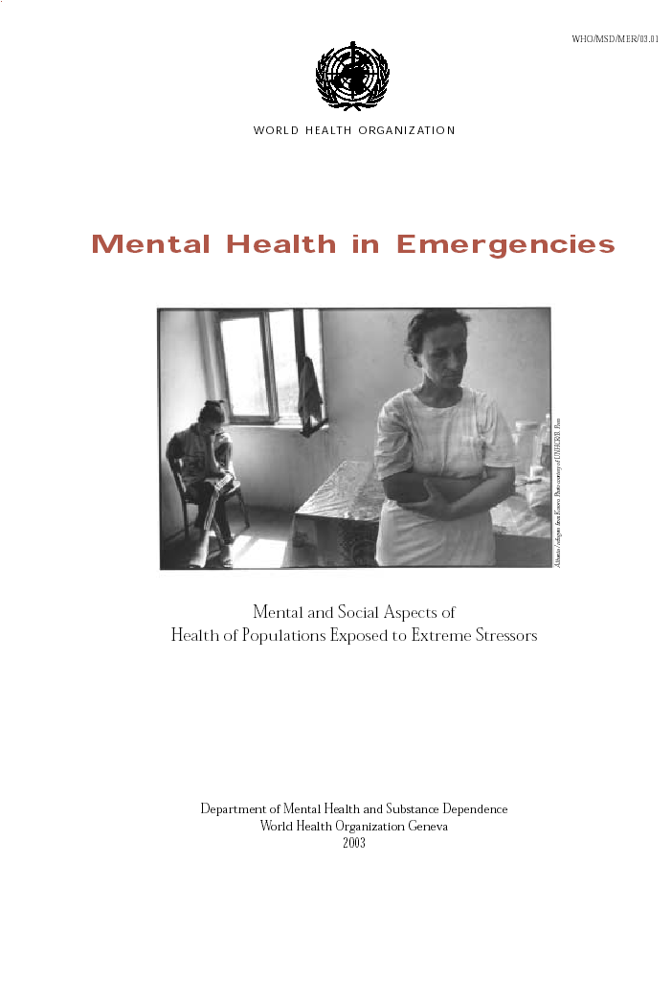 WHO/MSD/MER/03.01
WORLD HEALTH ORGANIZATION
Mental Health in Emergencies
Albania / refugees from Kosovo. Photo courtesy of UNHCR/R.
Mental and Social Aspects of
Health of Populations Exposed to Extreme Stressors
Department of Mental Health and Substance Dependence
World Health Organization Geneva
2003